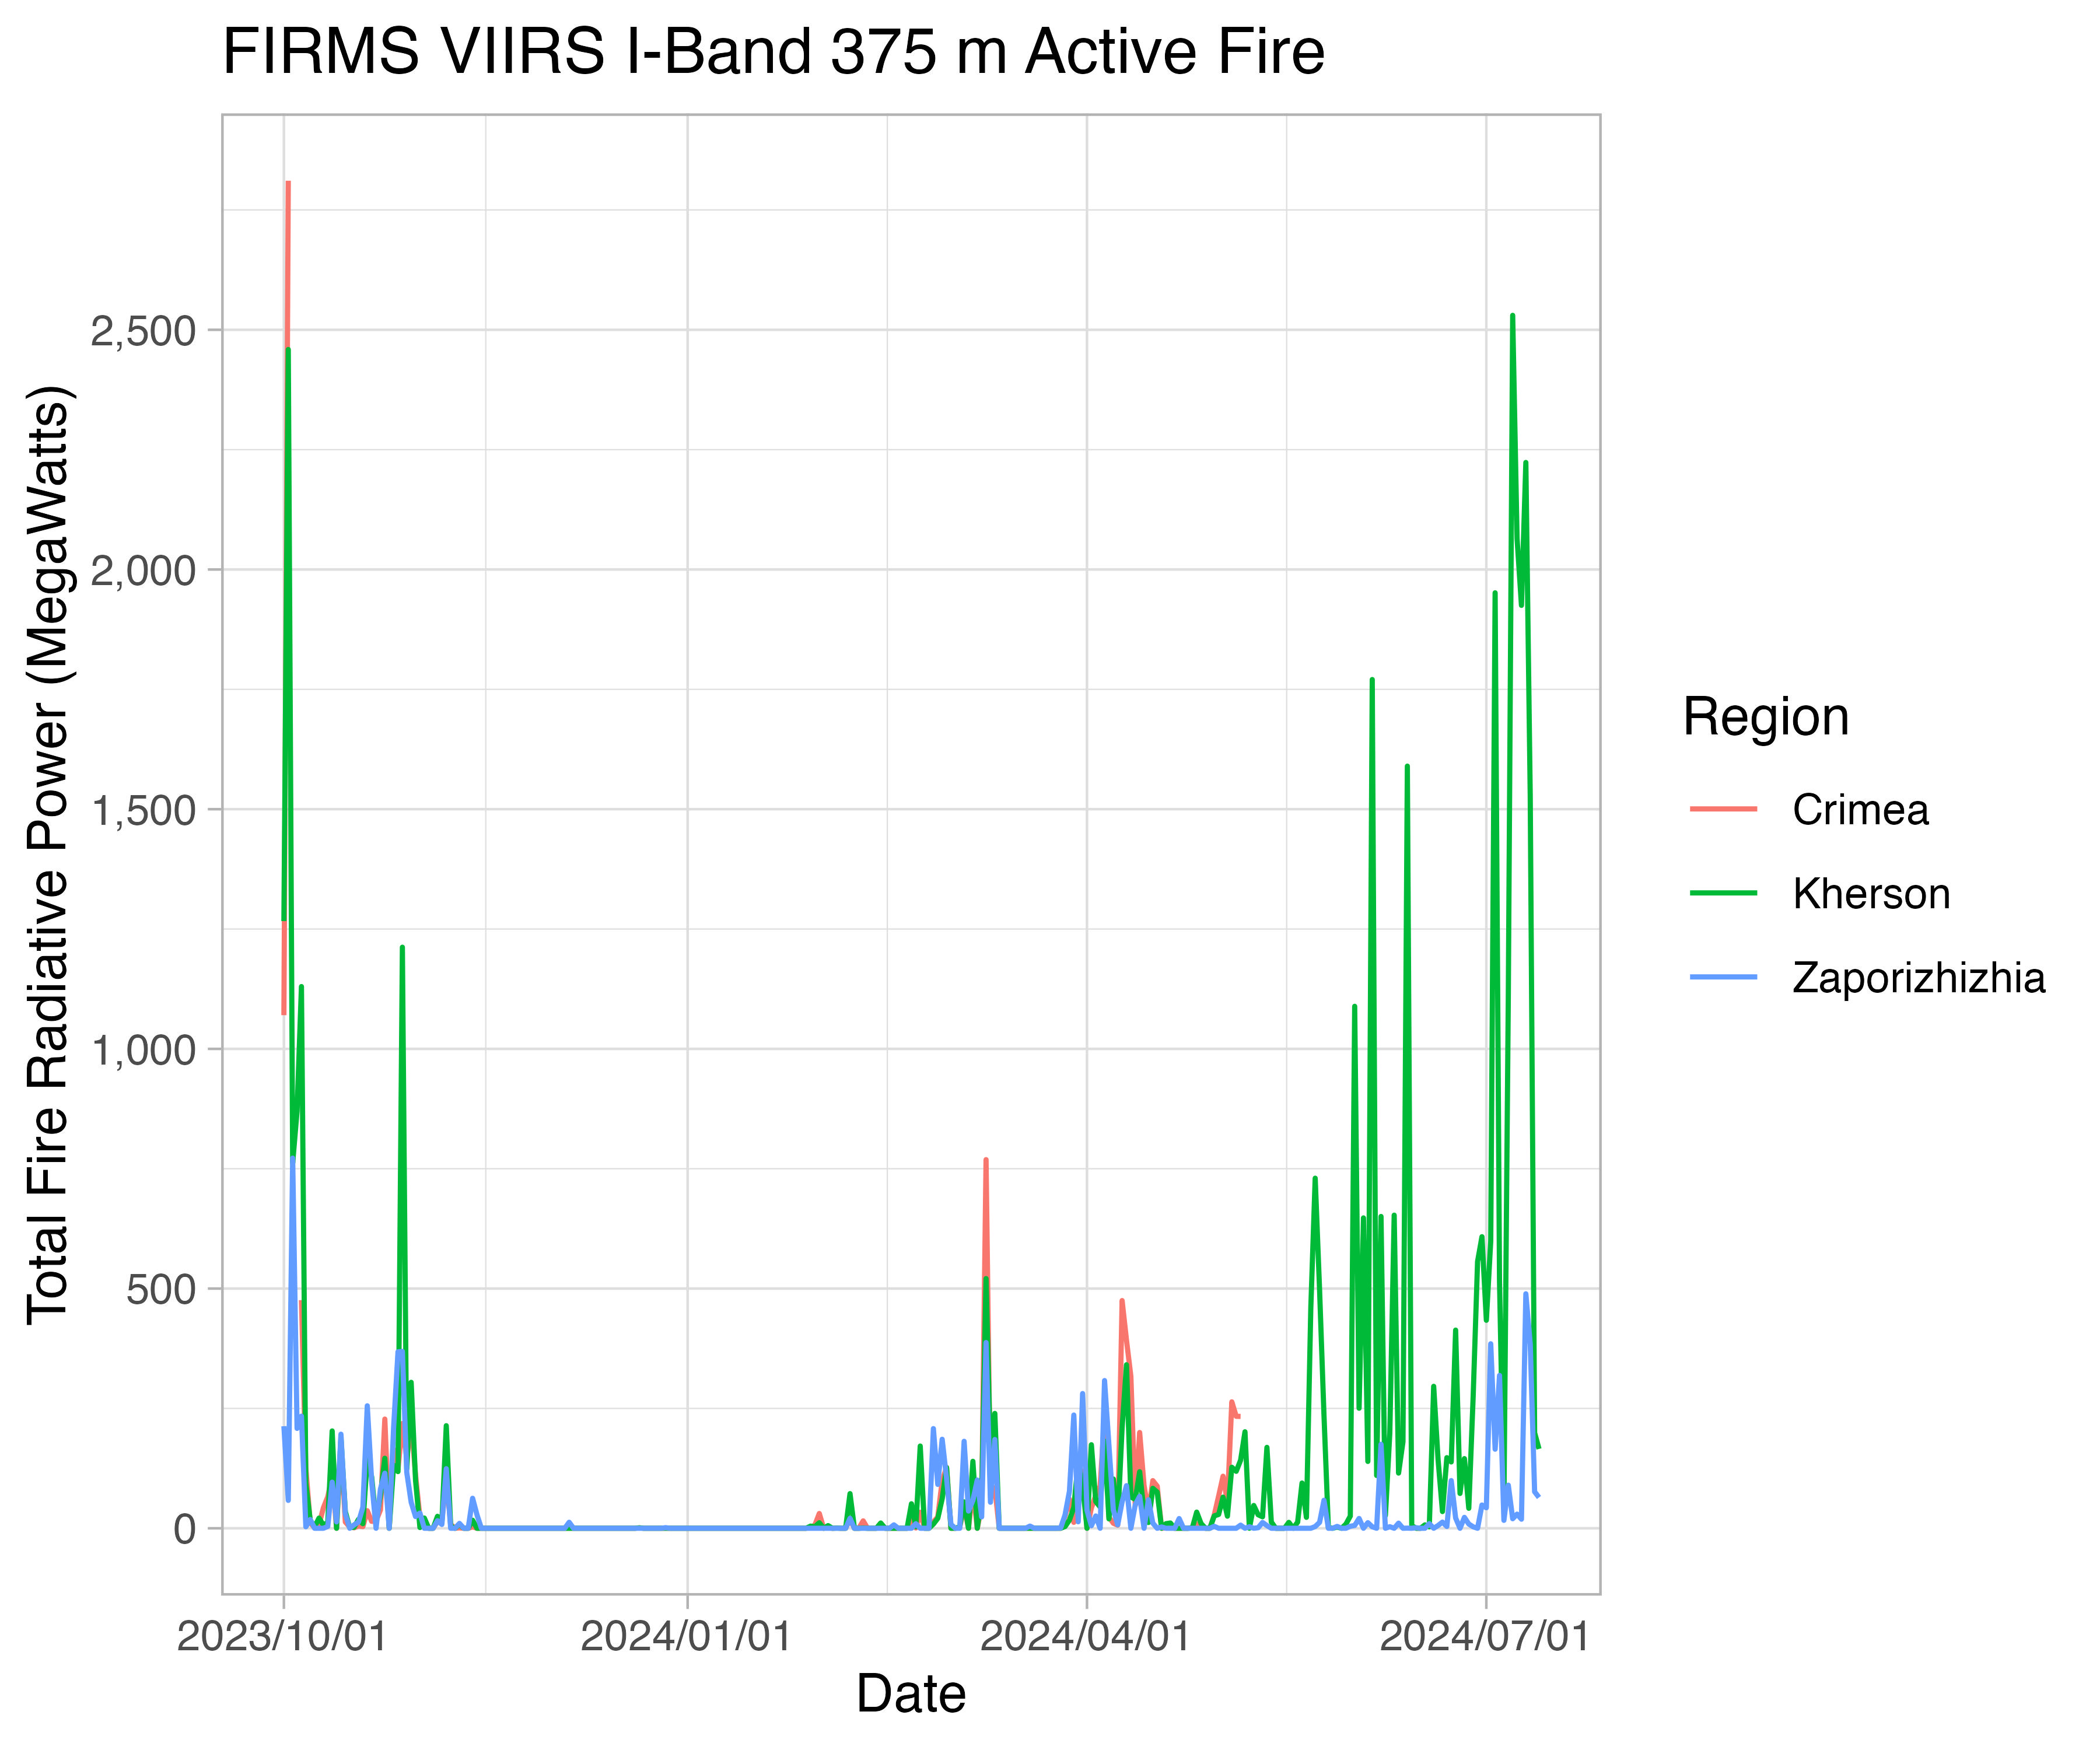 FIRMS VIIRS I-Band 375 m Active Fire
Total Fire Radiative Power (MegaWatts)
2,500
2,000
1,500
1,000
500
0
2023/10/01
2024/01/01
2024/04/01
2024/07/01
Date
Region
Crimea
Kherson
Zaporizhizhia